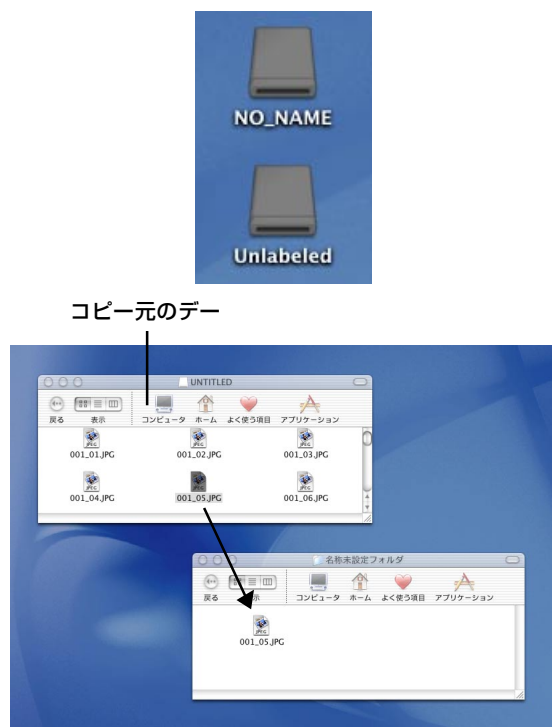 NO_NAME
Unlabeled
コピー元のデー
UNTITLED
戻る 表示 コンピュータ ホーム よく使う項目 アプリケーション
001_01.JPG 001_02.JPG 001_03.JPG
001_04.JPG 001_05.JPG 001_06.JPG
名称未設定フォルダ
戻る 示 コンピュータ ホーム よく使う項目 アプリケーション
001_05.JPG